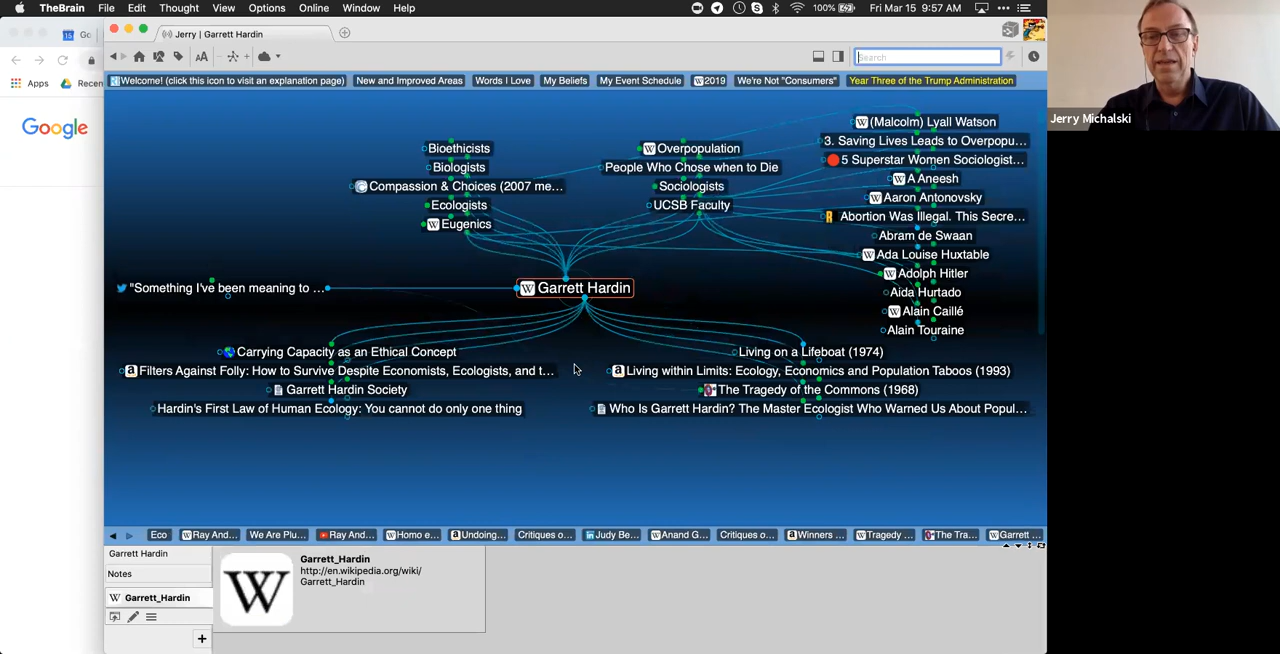 TheBrain File Edit Thought View Options Online Window Help 100% Fri Mar 15 9:57 AM
Jerry | Garrett Hardin
15 Go
AA Search
Apps Recen
Welcome! (click this icon to visit an explanation page) New and Improved Areas Words I Love My Beliefs My Event Schedule W 2019 We're Not "Consumers" Year Three of the Trump Administration
Google
Jerry Michalski
Bioethicists
Biologists
Compassion & Choices (2007 me...
Ecologists
W Eugenics
W Overpopulation
People Who Chose when to Die
Sociologists
UCSB Faculty
W (Malcolm) Lyall Watson
3. Saving Lives Leads to Overpopu...
5 Superstar Women Sociologist...
W A Aneesh
W Aaron Antonovsky
Abortion Was Illegal. This Secre...
Abram de Swaan
W Ada Louise Huxtable
W Adolph Hitler
Aida Hurtado
W Alain Caillé
Alain Touraine
"Something I've been meaning to ...
W Garrett Hardin
Carrying Capacity as an Ethical Concept
a Filters Against Folly: How to Survive Despite Economists, Ecologists, and t...
Garrett Hardin Society
Hardin's First Law of Human Ecology: You cannot do only one thing
Living on a Lifeboat (1974)
a Living within Limits: Ecology, Economics and Population Taboos (1993)
The Tragedy of the Commons (1968)
Who Is Garrett Hardin? The Master Ecologist Who Warned Us About Popul...
Eco W Ray And... We Are Plu... Ray And... W Homo e... a Undoing... Critiques o... in Judy Be... W Anand G... Critiques o... a Winners ... W Tragedy ... The Tra... W Garrett ...
Garrett Hardin
Notes
W Garrett_Hardin
W
Garrett_Hardin
http://en.wikipedia.org/wiki/
Garrett_Hardin